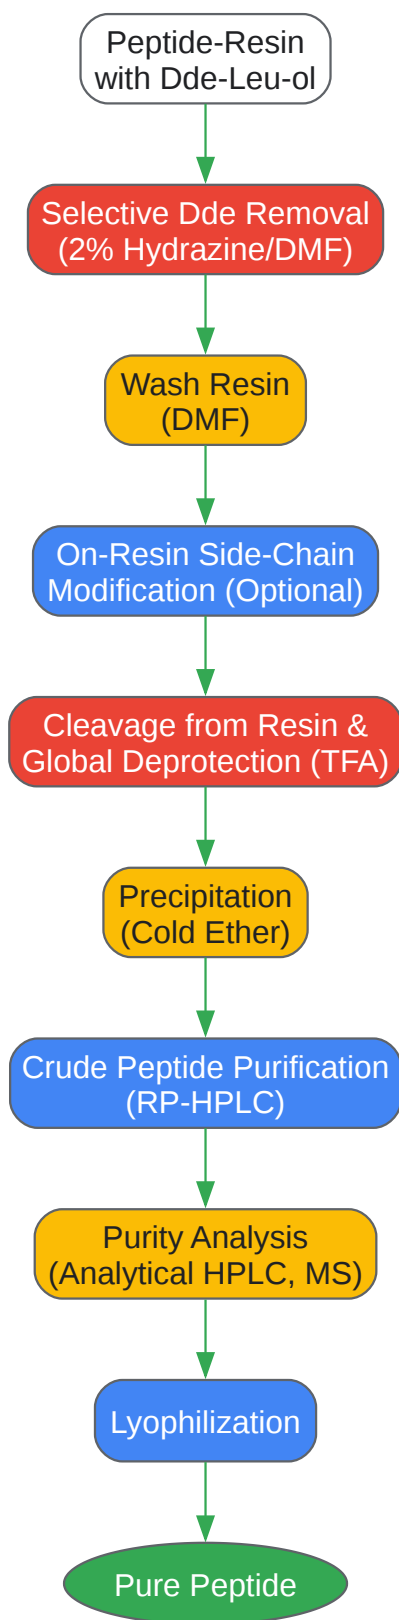 Peptide-Resin
with Dde-Leu-ol
Selective Dde Removal
(2% Hydrazine/DMF)
Wash Resin
(DMF)
On-Resin Side-Chain
Modification (Optional)
Cleavage from Resin &
Global Deprotection (TFA)
Precipitation
(Cold Ether)
Crude Peptide Purification
(RP-HPLC)
Purity Analysis
(Analytical HPLC, MS)
Lyophilization
Pure Peptide